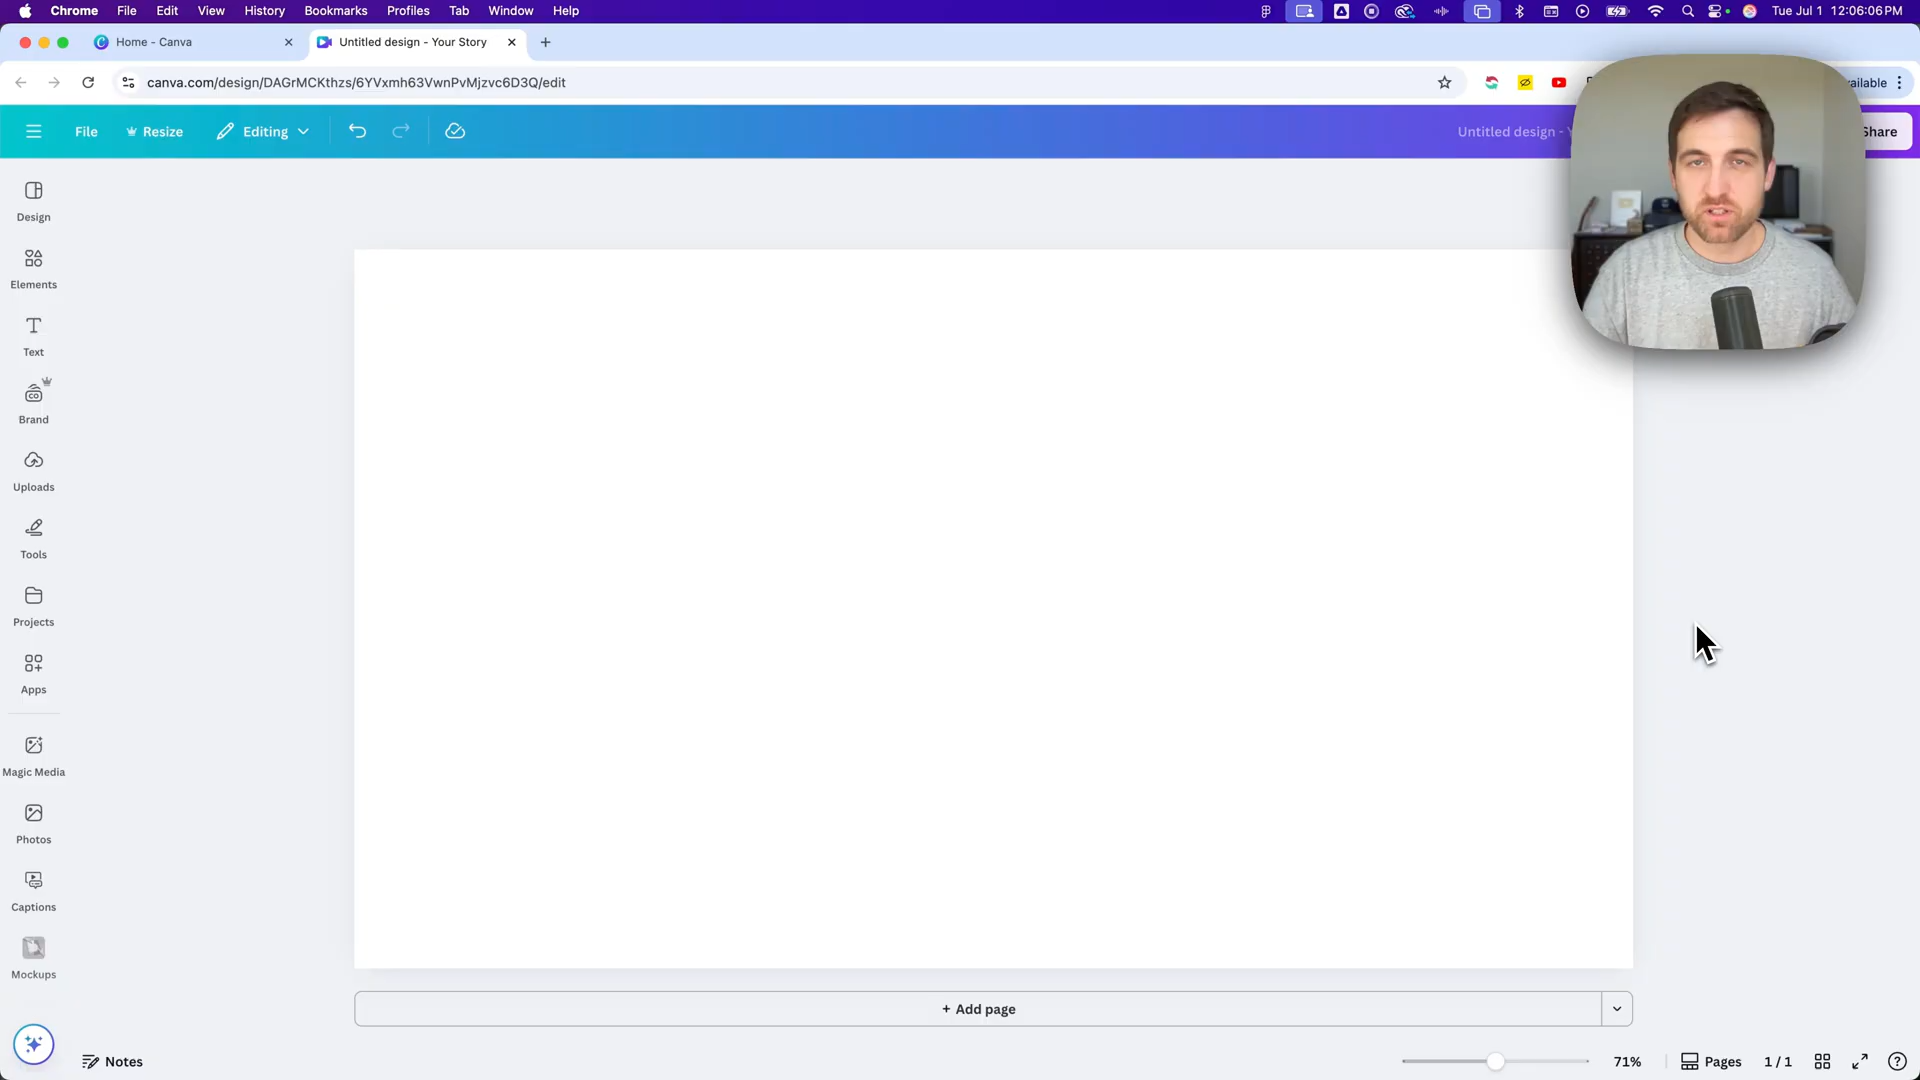 Chrome File Edit View History Bookmarks Profiles Tab Window Help Tue Jul 1 12:06:06 PM
Home - Canva Untitled design - Your Story
canva.com/design/DAGrMCKthzs/6YVxmh63VwnPvMjzvc6D3Q/edit
File Resize Editing Untitled design - Share
Design
Elements
Text
Brand
Uploads
Tools
Projects
Apps
Magic Media
Photos
Captions
Mockups
+ Add page
Notes 71% Pages 1 / 1